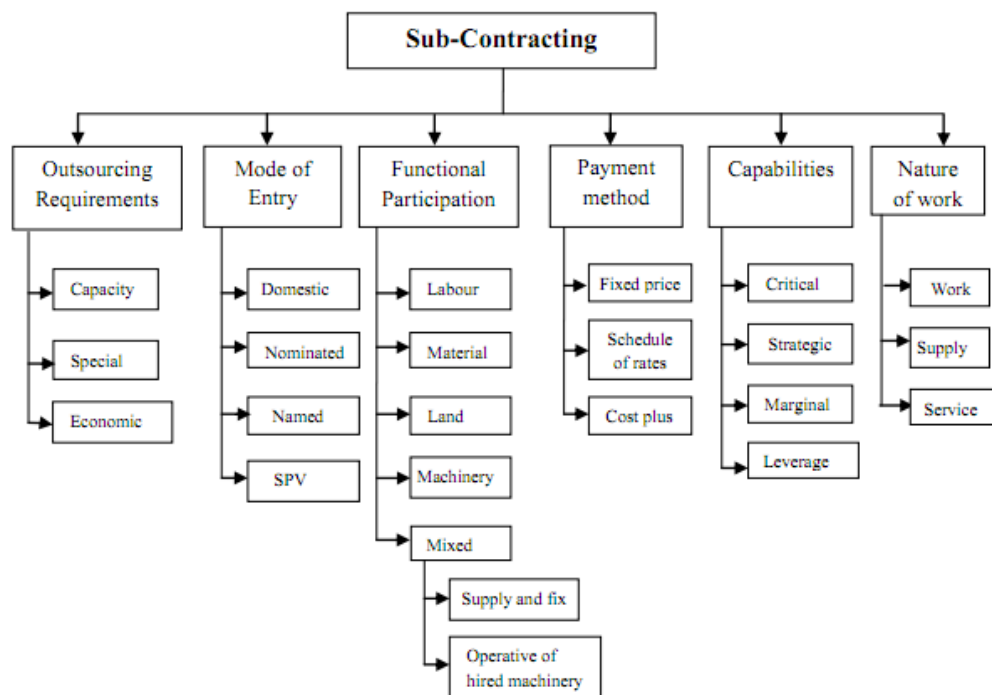 Sub-Contracting
Outsourcing
Requirements
Mode of
Entry
Functional
Participation
Payment
method
Capabilities
Nature
of work
Capacity
Special
Economic
Domestic
Nominated
Named
SPV
Labour
Material
Land
Machinery
Mixed
Supply and fix
Operative of
hired machinery
Fixed price
Schedule
of rates
Cost plus
Critical
Strategic
Marginal
Leverage
Work
Supply
Service